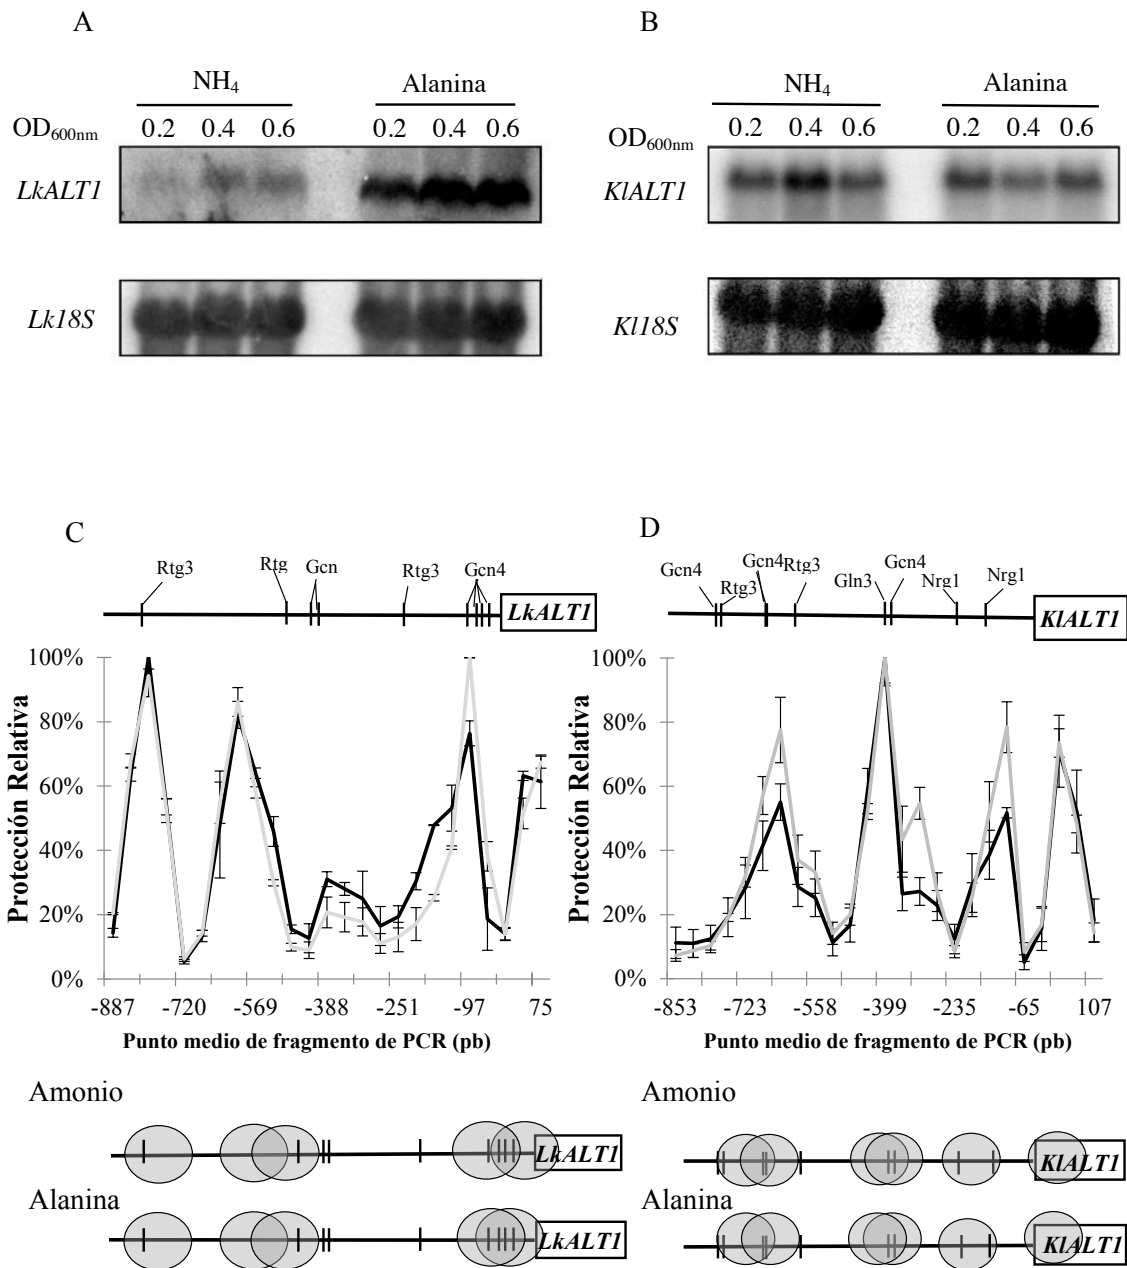 A
B
NH₄
Alanina
OD600nm
0.2 0.4 0.6
0.2 0.4 0.6
LkALT1
Lk18S
NH₄
Alanina
OD600nm
0.2 0.4 0.6
0.2 0.4 0.6
KlALT1
Kl18S
C
Rtg3
Rtg
Gcn
Rtg3
Gcn4
LkALT1
Protección Relativa
100%
80%
60%
40%
20%
0%
-887 -720 -569 -388 -251 -97 75
Punto medio de fragmento de PCR (pb)
D
Gcn4
Rtg3
Gcn4
Rtg3
Gln3
Gcn4
Nrg1
Nrg1
KlALT1
Protección Relativa
100%
80%
60%
40%
20%
0%
-853 -723 -558 -399 -235 -65 107
Punto medio de fragmento de PCR (pb)
Amonio
LkALT1
Alanina
LkALT1
Amonio
KlALT1
Alanina
KlALT1